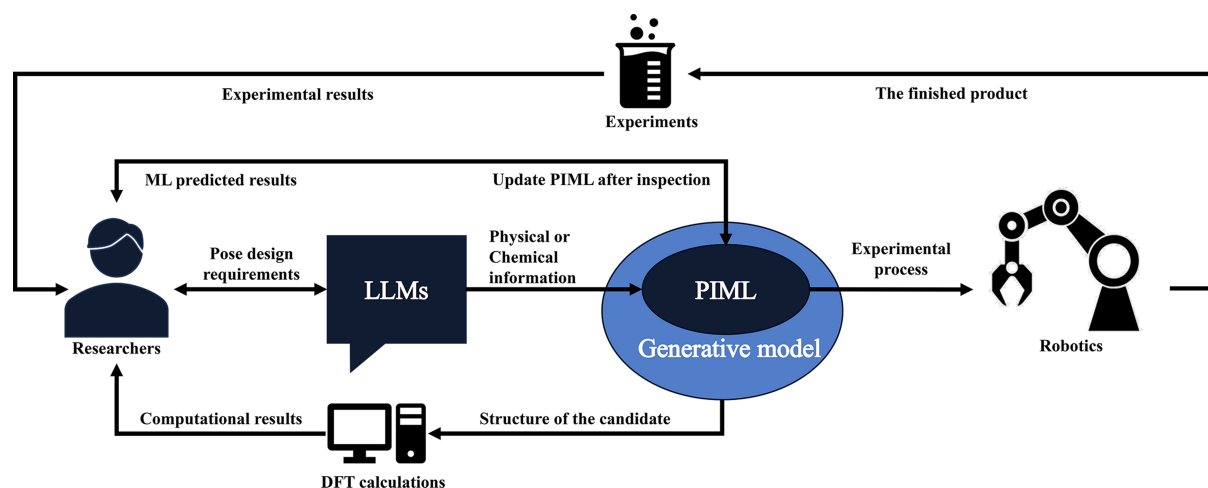 Experimental results
The finished product
Experiments
ML predicted results
Update PIML after inspection
Pose design
requirements
LLMs
Physical or
Chemical
information
PIML
Generative model
Experimental
process
Researchers
Robotics
Computational results
Structure of the candidate
DFT calculations